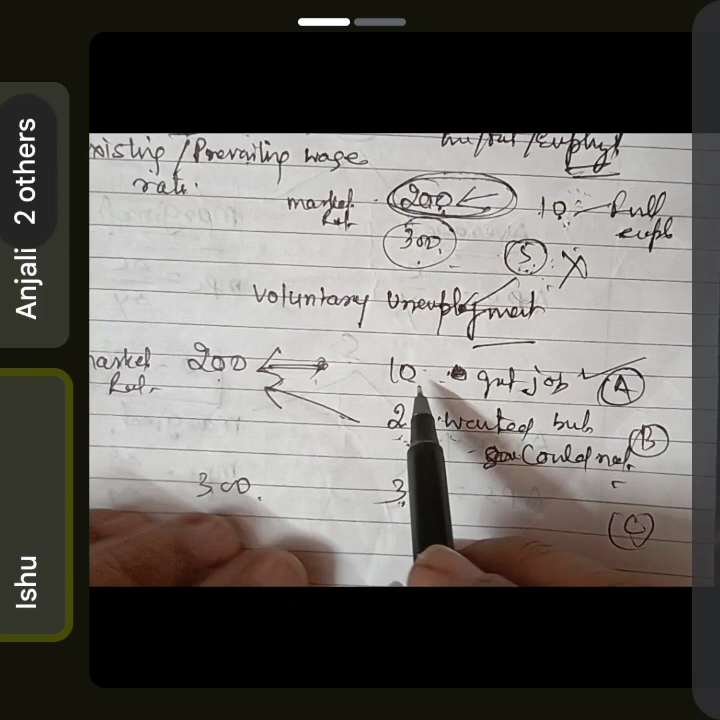 Existing/Prevailing wage
rate.
market
Rate.
200
10 - Full
empl
300
5 : X
Voluntary Unemployment
market
Rate.
200
10 got job
A
2 wanted but
could not.
B
300.
3
C
Anjali 2 others
Ishu